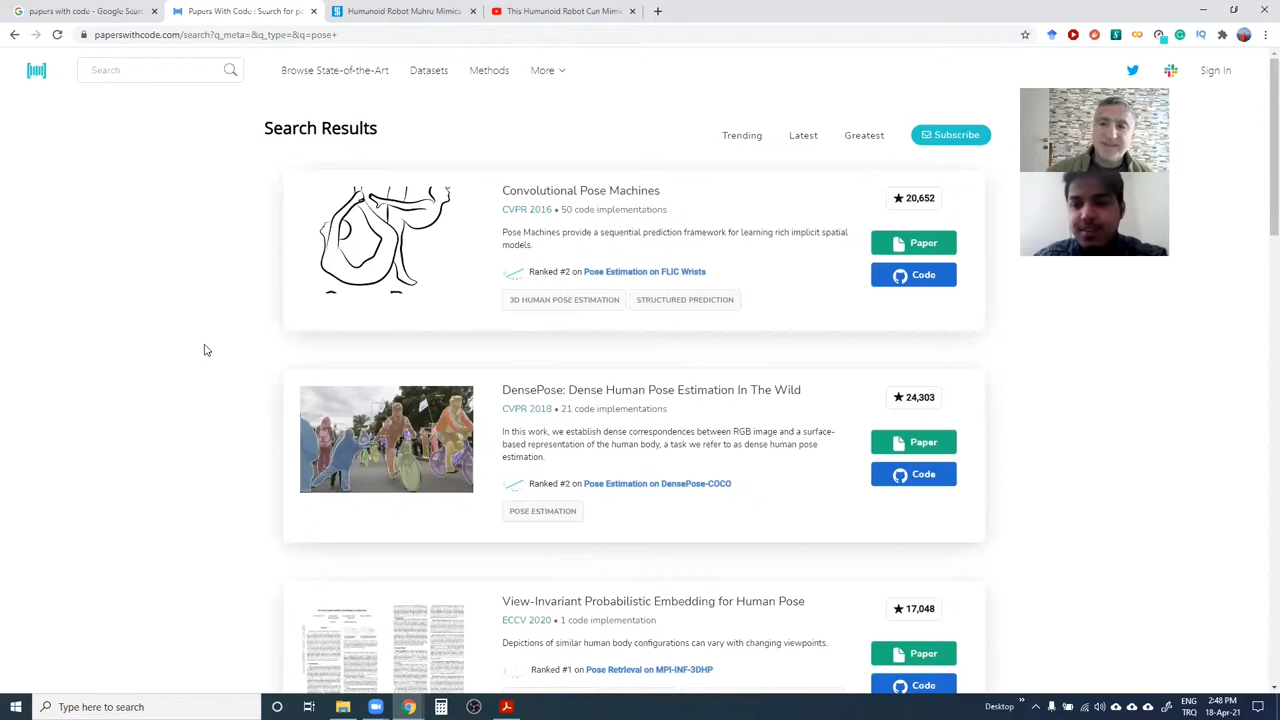 papers with code - Google Searc
Papers With Code : Search for po
Humanoid Robot Mahru Mimics
This Humanoid Robot Can Mimic
paperswithcode.com/search?q_meta=&q_type=&q=pose+
Search
Browse State-of-the-Art
Datasets
Methods
More
Sign In
Search Results
Trending
Latest
Greatest
Subscribe
Convolutional Pose Machines
20,652
CVPR 2016 • 50 code implementations
Pose Machines provide a sequential prediction framework for learning rich implicit spatial
models.
Paper
Ranked #2 on Pose Estimation on FLIC Wrists
Code
3D HUMAN POSE ESTIMATION
STRUCTURED PREDICTION
DensePose: Dense Human Pose Estimation In The Wild
24,303
CVPR 2018 • 21 code implementations
In this work, we establish dense correspondences between RGB image and a surface-
based representation of the human body, a task we refer to as dense human pose
estimation.
Paper
Ranked #2 on Pose Estimation on DensePose-COCO
Code
POSE ESTIMATION
View-Invariant Probabilistic Embedding for Human Pose
17,048
ECCV 2020 • 1 code implementation
Depictions of similar human body configurations can vary with changing viewpoints.
Paper
Ranked #1 on Pose Retrieval on MPI-INF-3DHP
Code
Type here to search
Desktop
ENG
TRQ
2:48 PM
18-Apr-21